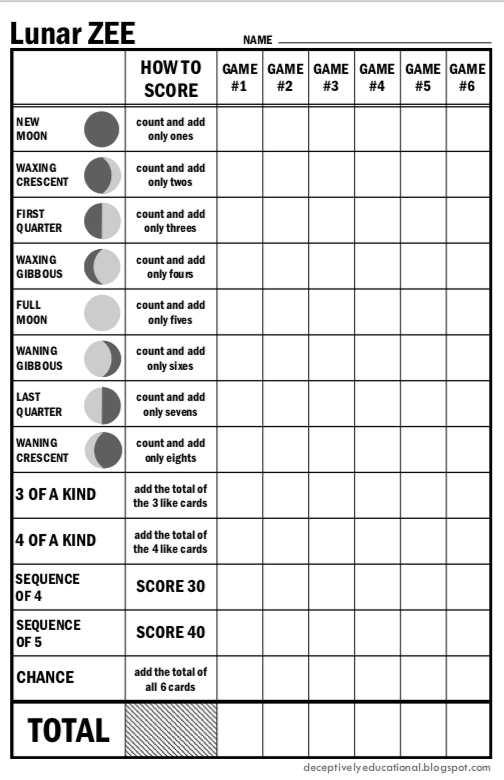 Lunar ZEE
NAME
HOW TO
SCORE
GAME
#1
GAME
#2
GAME
#3
GAME
#4
GAME
#5
GAME
#6
NEW
MOON
count and add
only ones
WAXING
CRESCENT
count and add
only twos
FIRST
QUARTER
count and add
only threes
WAXING
GIBBOUS
count and add
only fours
FULL
MOON
count and add
only fives
WANING
GIBBOUS
count and add
only sixes
LAST
QUARTER
count and add
only sevens
WANING
CRESCENT
count and add
only eights
3 OF A KIND
add the total of
the 3 like cards
4 OF A KIND
add the total of
the 4 like cards
SEQUENCE
OF 4
SCORE 30
SEQUENCE
OF 5
SCORE 40
CHANCE
add the total of
all 6 cards
TOTAL
deceptivelyeducational.blogspot.com